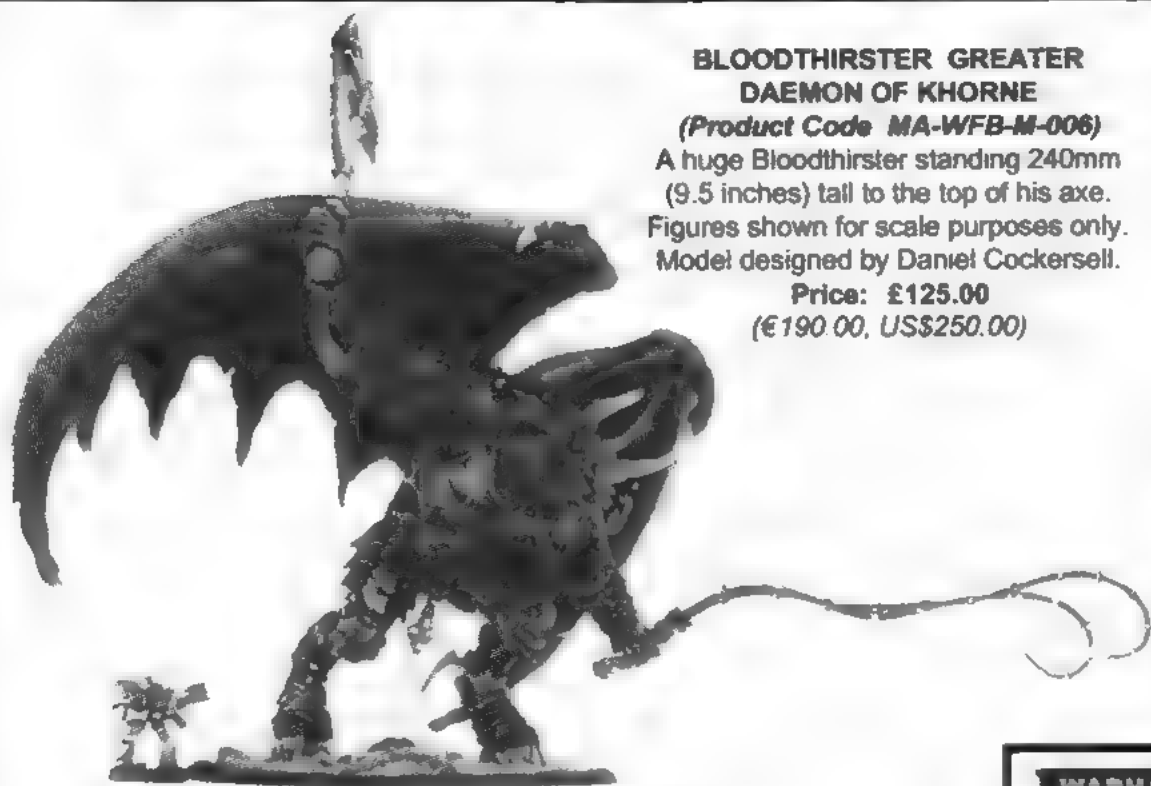 BLOODTHIRSTER GREATER
DAEMON OF KHORNE
(Product Code MA-WFB-M-006)
A huge Bloodthirster standing 240mm
(9.5 inches) tall to the top of his axe.
Figures shown for scale purposes only.
Model designed by Daniel Cockersell.
Price: £125.00
(€190.00, US$250.00)